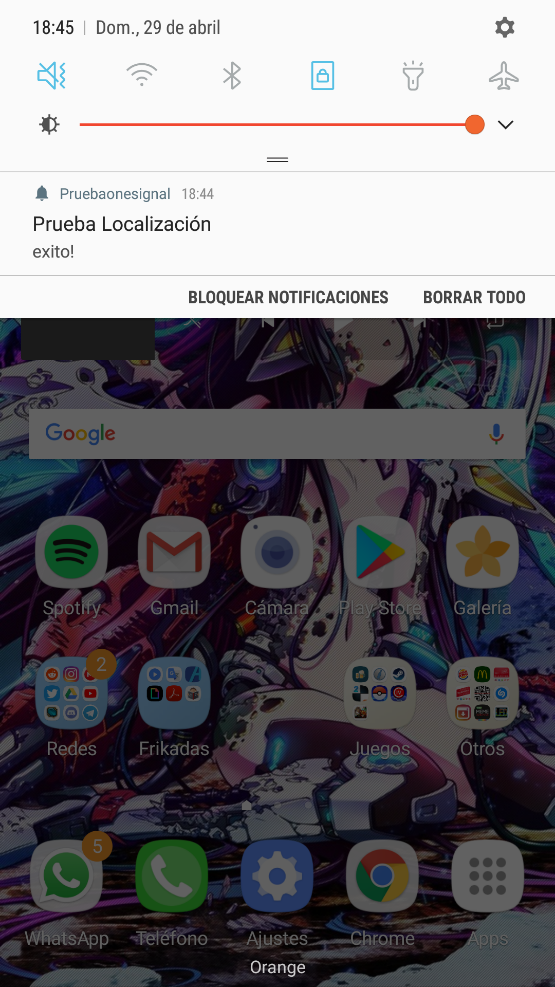 18:45 | Dom., 29 de abril
Pruebaonesignal 18:44
Prueba Localización
exito!
BLOQUEAR NOTIFICACIONES BORRAR TODO
Google
Spotify Gmail Cámara Play Store Galería
2
Redes Frikadas Juegos Otros
5
WhatsApp Teléfono Ajustes Chrome Apps
Orange